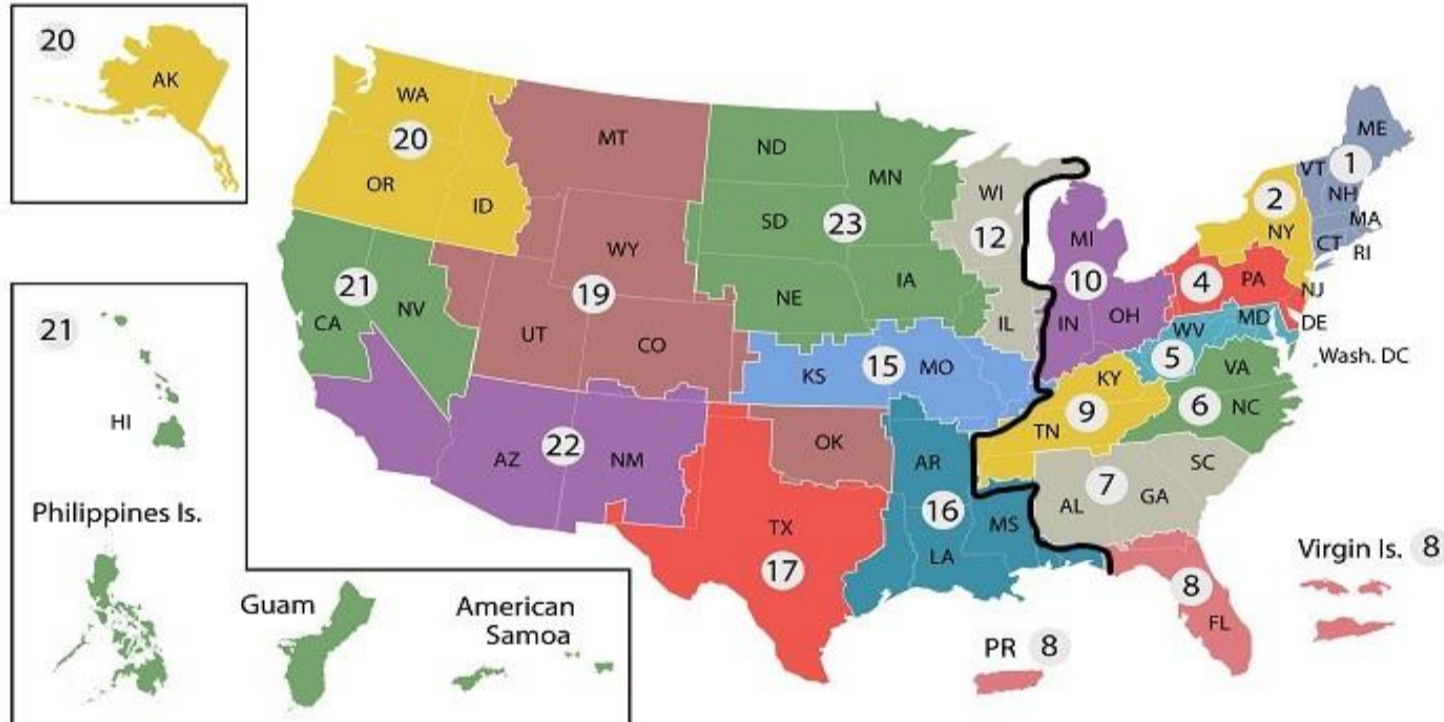 20
AK
WA
20
OR
ID
MT
ND
MN
WI
ME
VT
1
NH
MA
CT
RI
2
NY
SD
23
12
MI
10
WY
21
NV
CA
19
NE
IA
IL
IN
OH
4
PA
NJ
DE
MD
WV
Wash. DC
UT
CO
KS
15
MO
KY
5
VA
6
NC
9
TN
21
HI
AZ
22
NM
OK
AR
SC
7
AL
GA
16
MS
LA
TX
17
Philippines Is.
Guam
American
Samoa
8
FL
PR 8
Virgin Is. 8